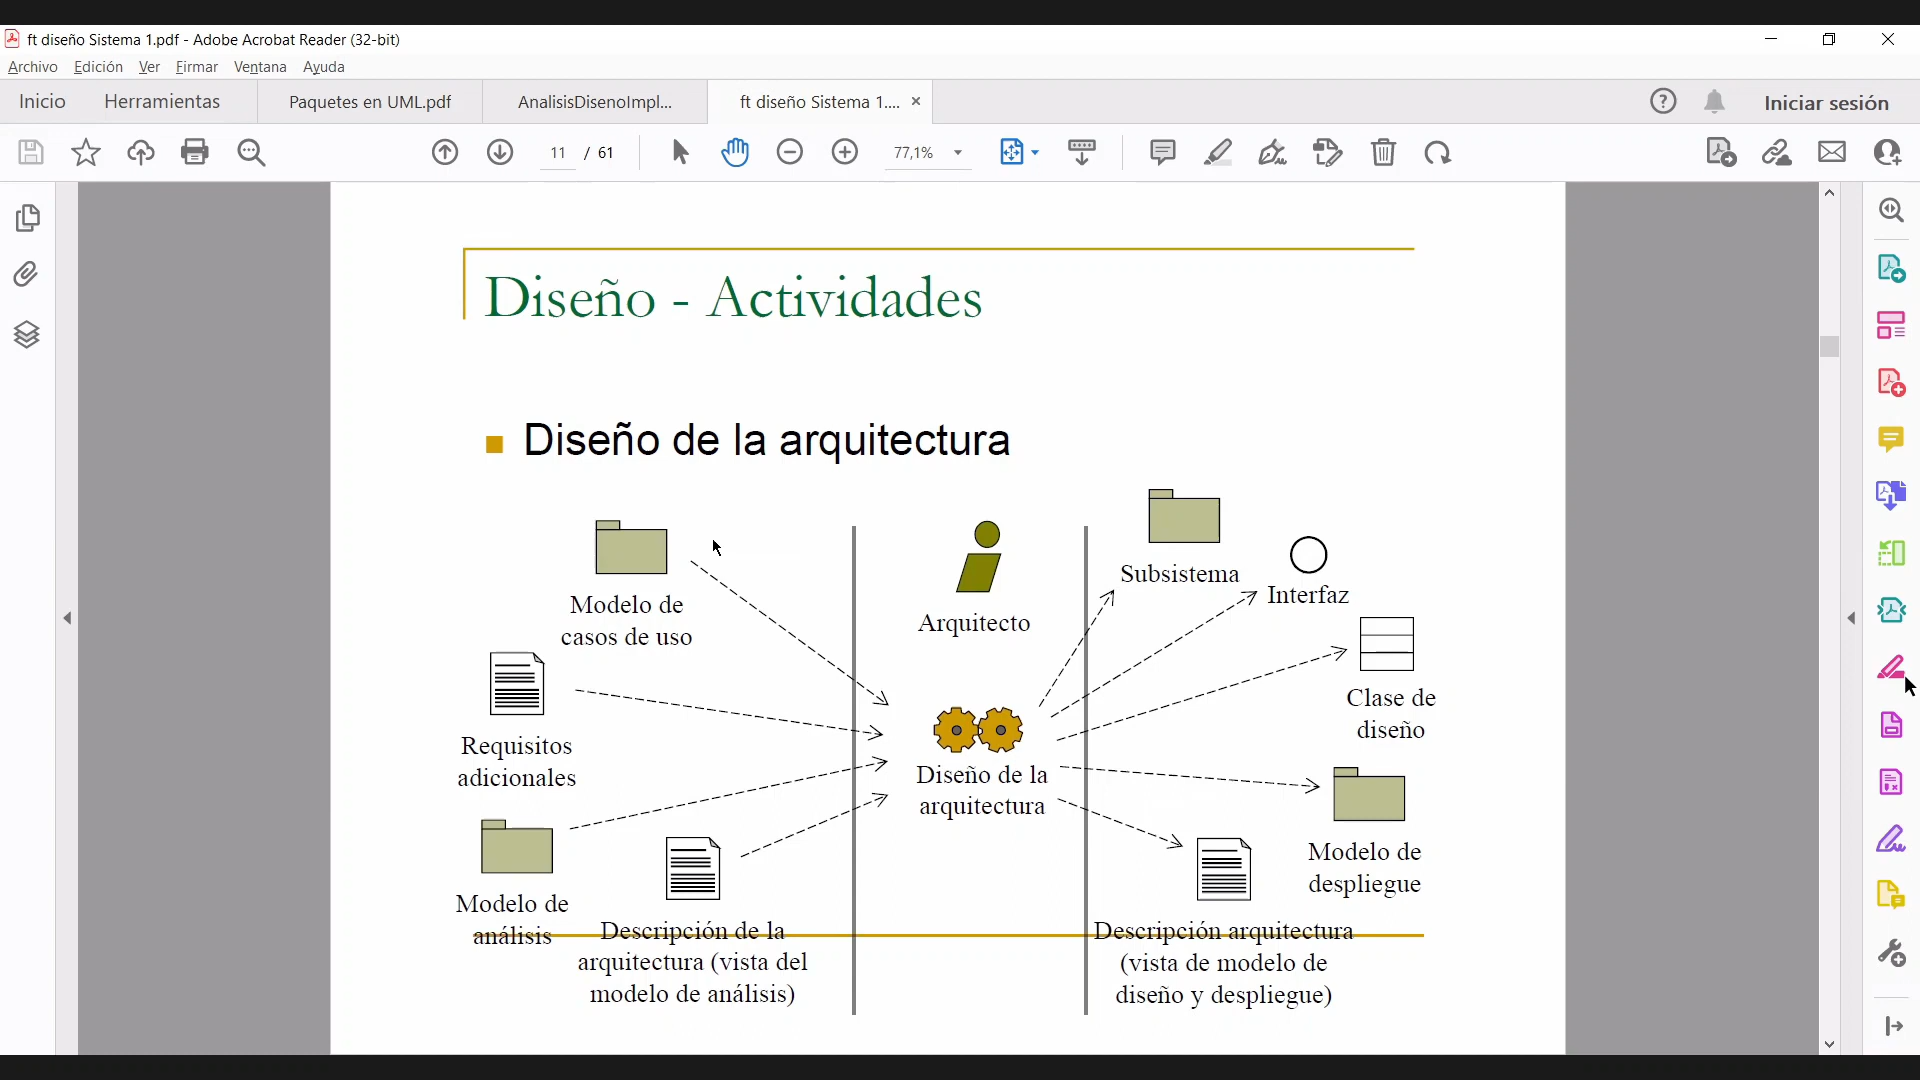 ft diseño Sistema 1.pdf - Adobe Acrobat Reader (32-bit)
Archivo Edición Ver Firmar Ventana Ayuda
Inicio Herramientas Paquetes en UML.pdf AnalisisDisenoImpl... ft diseño Sistema 1.... × Iniciar sesión
11 / 61 77,1%
Diseño - Actividades
Diseño de la arquitectura
Modelo de
casos de uso
Requisitos
adicionales
Modelo de
análisis
Descripción de la
arquitectura (vista del
modelo de análisis)
Arquitecto
Diseño de la
arquitectura
Subsistema
Interfaz
Clase de
diseño
Modelo de
despliegue
Descripción arquitectura
(vista de modelo de
diseño y despliegue)